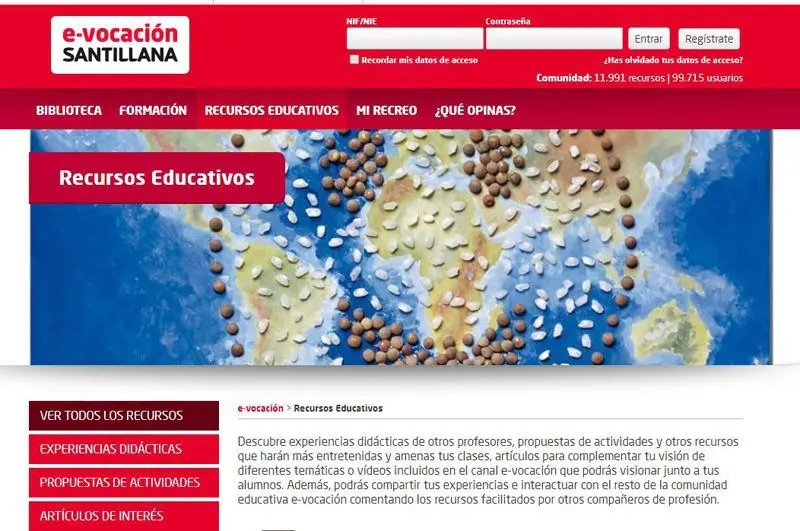 e-vocación
SANTILLANA
NIF/NIE
Contraseña
Entrar
Regístrate
Recordar mis datos de acceso
¿Has olvidado tus datos de acceso?
Comunidad: 11.991 recursos | 99.715 usuarios
BIBLIOTECA FORMACIÓN RECURSOS EDUCATIVOS MI RECREO ¿QUÉ OPINAS?
Recursos Educativos
VER TODOS LOS RECURSOS
EXPERIENCIAS DIDÁCTICAS
PROPUESTAS DE ACTIVIDADES
ARTÍCULOS DE INTERÉS
e-vocación > Recursos Educativos
Descubre experiencias didácticas de otros profesores, propuestas de actividades y otros recursos
que harán más entretenidas y amenas tus clases, artículos para complementar tu visión de
diferentes temáticas o vídeos incluidos en el canal e-vocación que podrás visionar junto a tus
alumnos. Además, podrás compartir tus experiencias e interactuar con el resto de la comunidad
educativa e-vocación comentando los recursos facilitados por otros compañeros de profesión.